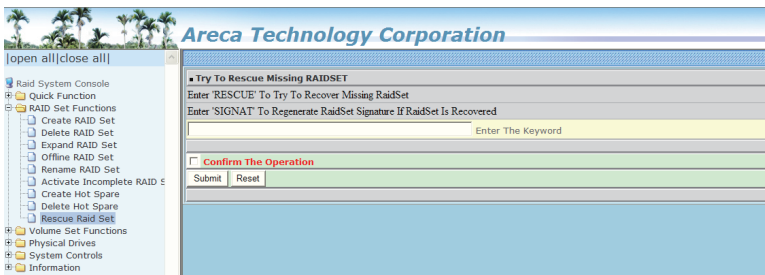 Areca Technology Corporation
|open all|close all|
Raid System Console
Quick Function
RAID Set Functions
Create RAID Set
Delete RAID Set
Expand RAID Set
Offline RAID Set
Rename RAID Set
Activate Incomplete RAID S
Create Hot Spare
Delete Hot Spare
Rescue Raid Set
Volume Set Functions
Physical Drives
System Controls
Information
Try To Rescue Missing RAIDSET
Enter 'RESCUE' To Try To Recover Missing RaidSet
Enter 'SIGNAT' To Regenerate RaidSet Signature If RaidSet Is Recovered
Enter The Keyword
Confirm The Operation
Submit Reset